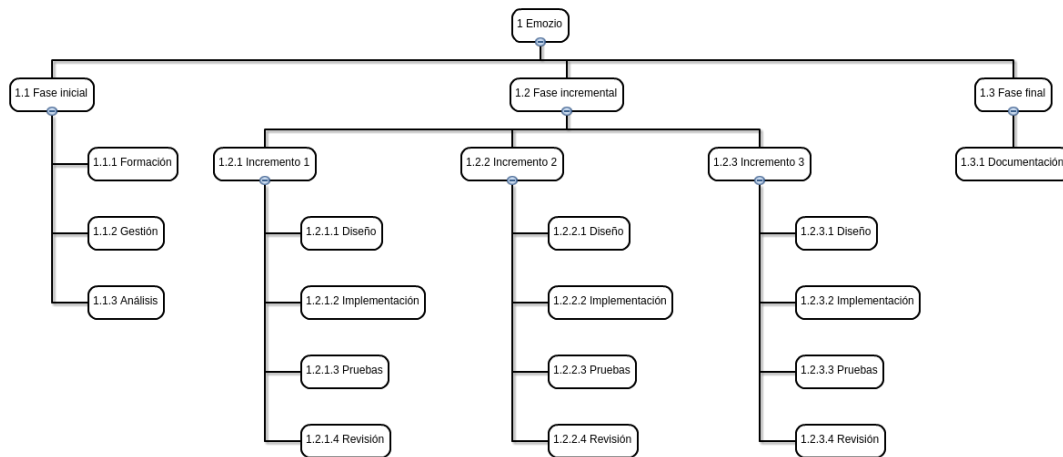 1 Emozio
1.1 Fase inicial
1.2 Fase incremental
1.3 Fase final
1.1.1 Formación
1.2.1 Incremento 1
1.2.2 Incremento 2
1.2.3 Incremento 3
1.3.1 Documentación
1.1.2 Gestión
1.2.1.1 Diseño
1.2.2.1 Diseño
1.2.3.1 Diseño
1.1.3 Análisis
1.2.1.2 Implementación
1.2.2.2 Implementación
1.2.3.2 Implementación
1.2.1.3 Pruebas
1.2.2.3 Pruebas
1.2.3.3 Pruebas
1.2.1.4 Revisión
1.2.2.4 Revisión
1.2.3.4 Revisión